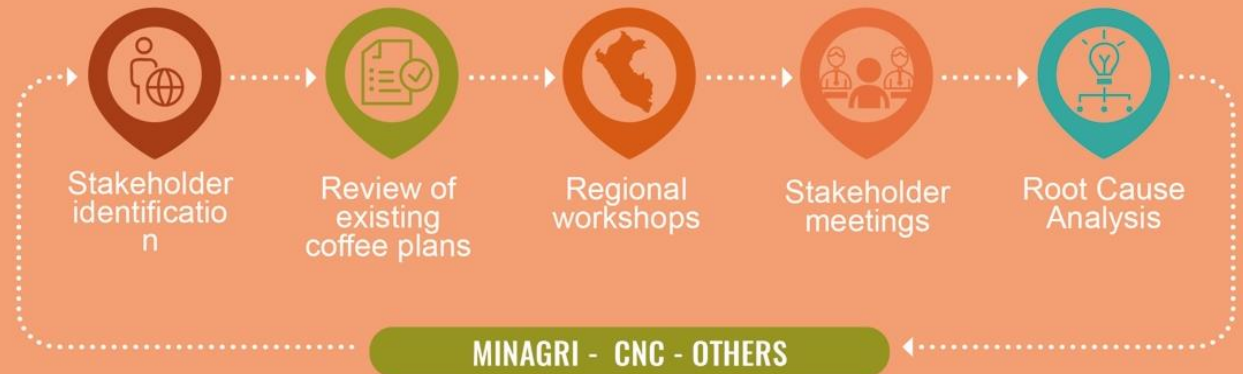 Stakeholder
identificatio
n
Review of
existing
coffee plans
Regional
workshops
Stakeholder
meetings
Root Cause
Analysis
MINAGRI - CNC - OTHERS